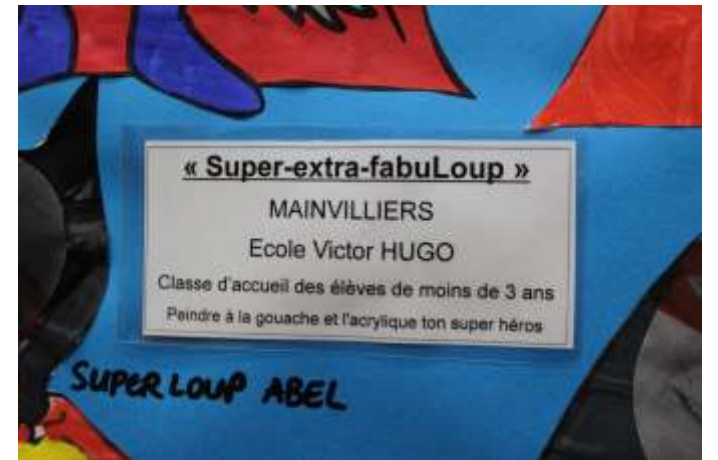 « Super-extra-fabuLoup »
MAINVILLIERS
Ecole Victor HUGO
Classe d'accueil des élèves de moins de 3 ans
Peindre à la gouache et l'acrylique ton super héros
SUPER LOUP ABEL